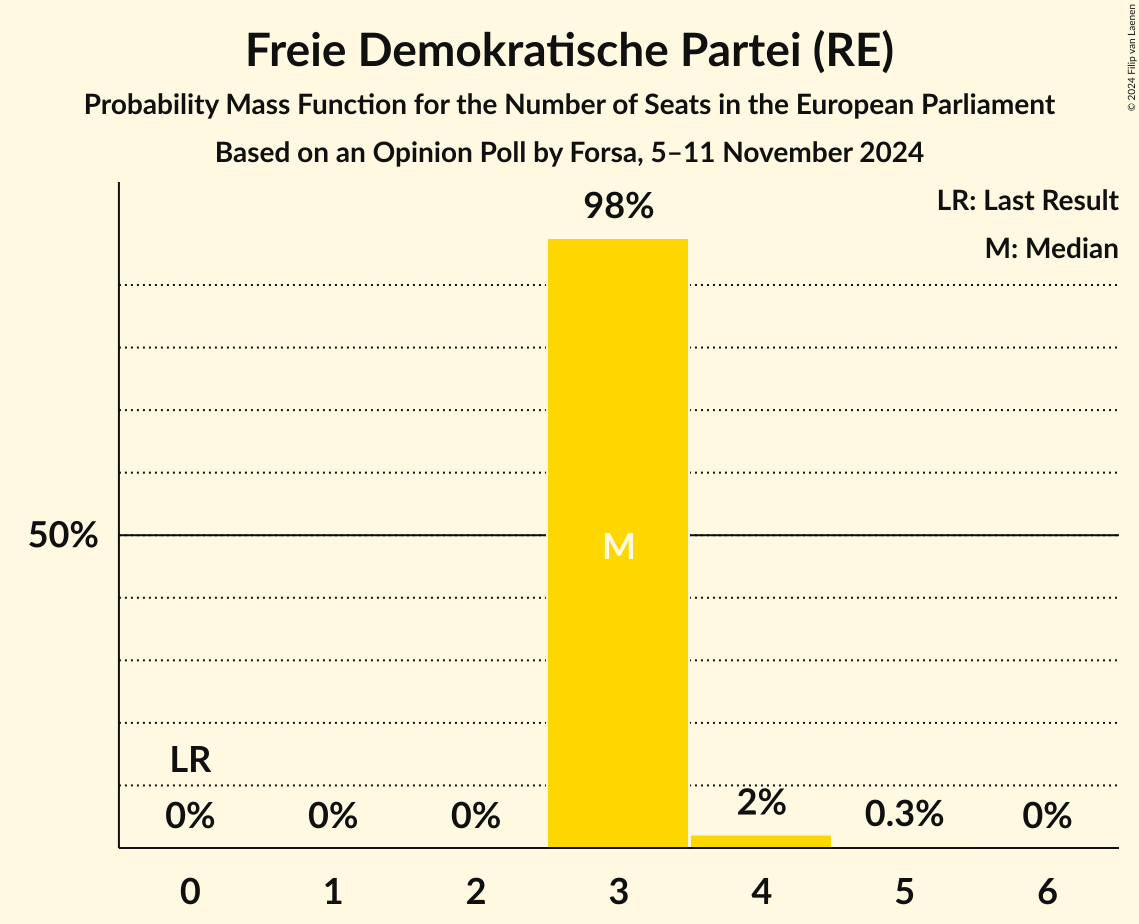 Freie Demokratische Partei (RE)
Probability Mass Function for the Number of Seats in the European Parliament
Based on an Opinion Poll by Forsa, 5–11 November 2024
© 2024 Filip van Laenen
LR: Last Result
M: Median
98%
50%
M
LR
0%
0%
0%
2%
0.3%
0%
0
1
2
3
4
5
6